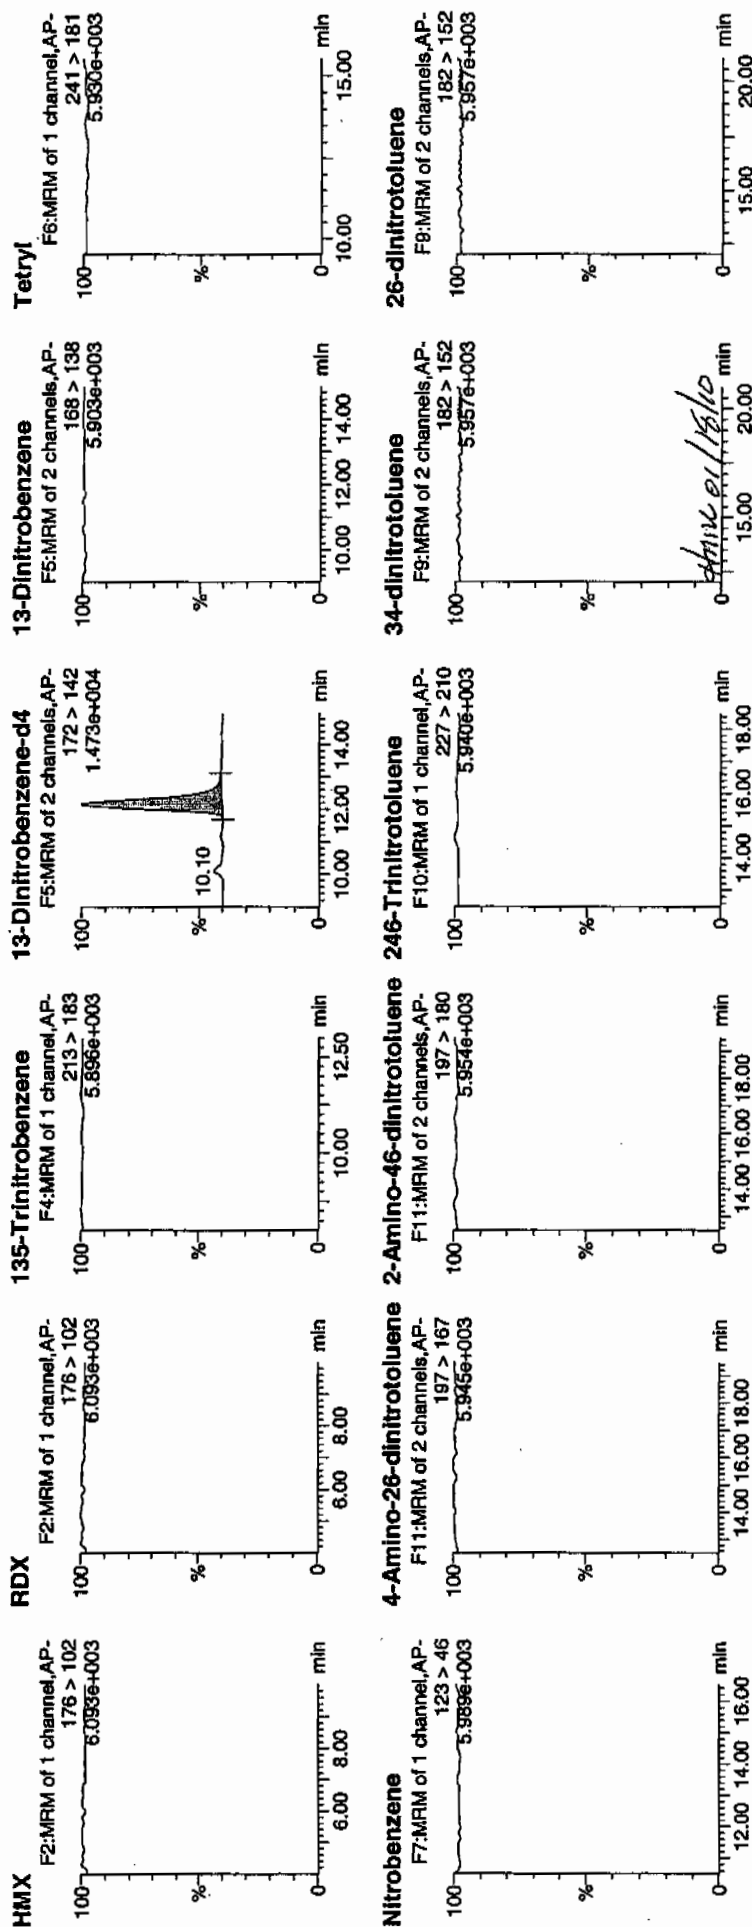 HMX
F2:MRM of 1 channel,AP-
176 > 102
6.093e+003
100
%
0
6.00
8.00
min
RDX
F2:MRM of 1 channel,AP-
176 > 102
6.093e+003
100
%
0
6.00
8.00
min
135-Trinitrobenzene
F4:MRM of 1 channel,AP-
213 > 183
5.896e+003
100
%
0
10.00
12.50
min
13-Dinitrobenzene-d4
F5:MRM of 2 channels,AP-
172 > 142
1.473e+004
100
10.10
%
0
10.00
12.00
14.00
min
13-Dinitrobenzene
F5:MRM of 2 channels,AP-
168 > 138
5.903e+003
100
%
0
10.00
12.00
14.00
min
Tetryl
F6:MRM of 1 channel,AP-
241 > 181
5.930e+003
100
%
0
10.00
15.00
min
Nitrobenzene
F7:MRM of 1 channel,AP-
123 > 46
5.989e+003
100
%
0
12.00
14.00
16.00
min
4-Amino-26-dinitrotoluene
F11:MRM of 2 channels,AP-
197 > 167
5.945e+003
100
%
0
14.00
16.00
18.00
min
2-Amino-46-dinitrotoluene
F11:MRM of 2 channels,AP-
197 > 180
5.954e+003
100
%
0
14.00
16.00
18.00
min
246-Trinitrotoluene
F10:MRM of 1 channel,AP-
227 > 210
5.940e+003
100
%
0
14.00
16.00
18.00
min
34-dinitrotoluene
F9:MRM of 2 channels,AP-
182 > 152
5.957e+003
100
%
01/18/10
0
15.00
20.00
min
26-dinitrotoluene
F9:MRM of 2 channels,AP-
182 > 152
5.957e+003
100
%
0
15.00
20.00
min